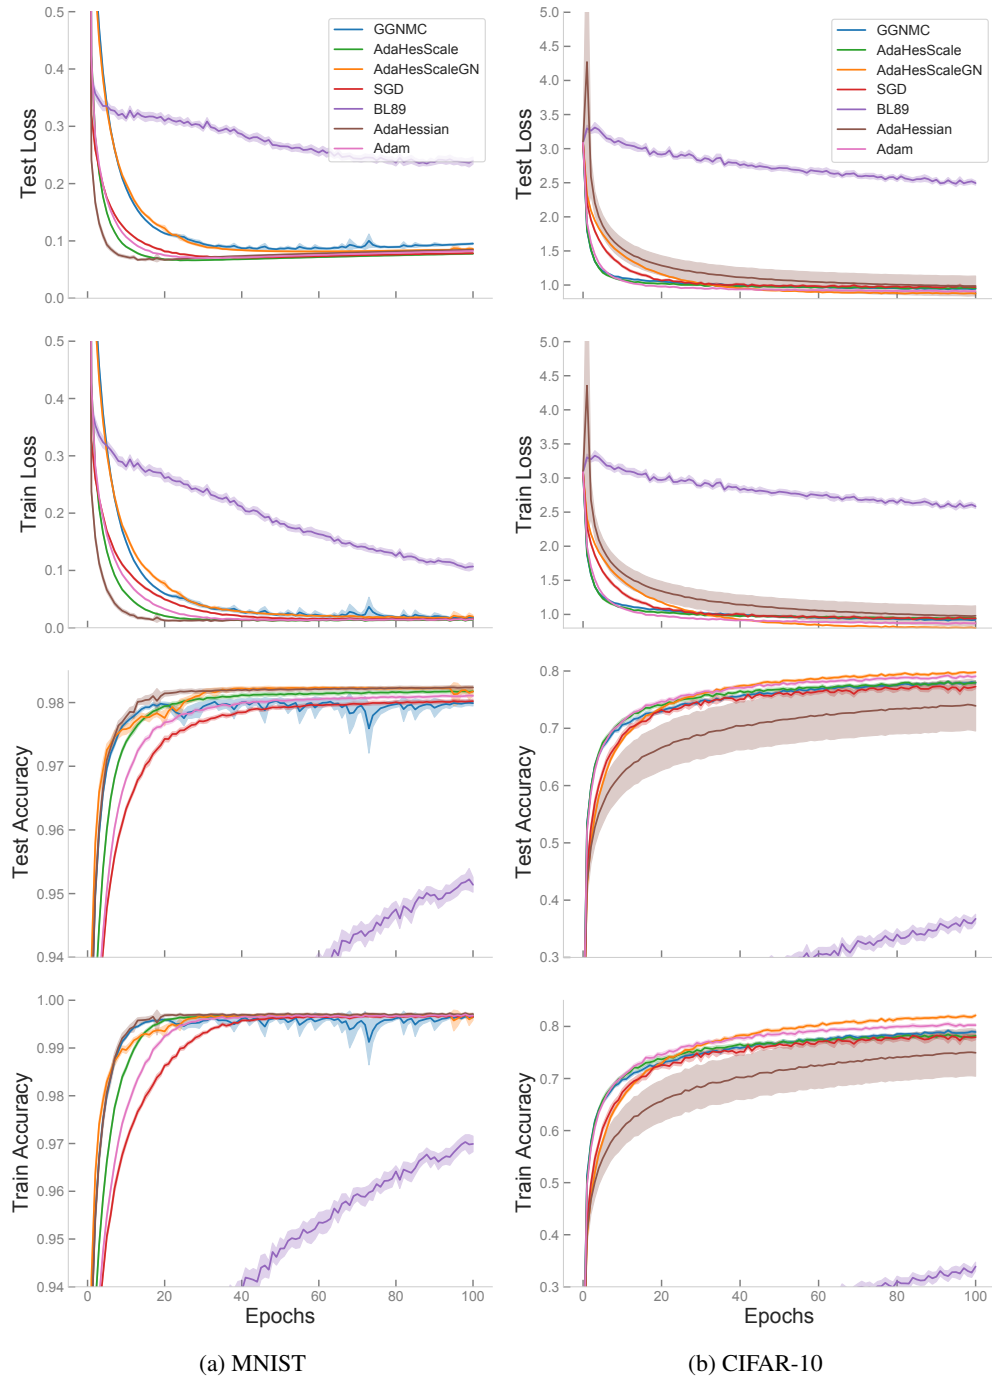 0.5
0.4
0.3
0.2
0.1
0.0
Test Loss
GGNMC
AdaHesScale
AdaHesScaleGN
SGD
BL89
AdaHessian
Adam
5.0
4.5
4.0
3.5
3.0
2.5
2.0
1.5
1.0
Test Loss
GGNMC
AdaHesScale
AdaHesScaleGN
SGD
BL89
AdaHessian
Adam
0.5
0.4
0.3
0.2
0.1
0.0
Train Loss
5.0
4.5
4.0
3.5
3.0
2.5
2.0
1.5
1.0
Train Loss
0.98
0.97
0.96
0.95
0.94
Test Accuracy
0.8
0.7
0.6
0.5
0.4
0.3
Test Accuracy
1.00
0.99
0.98
0.97
0.96
0.95
0.94
Train Accuracy
0 20 40 60 80 100
Epochs
0.8
0.7
0.6
0.5
0.4
0.3
Train Accuracy
0 20 40 60 80 100
Epochs
(a) MNIST
(b) CIFAR-10